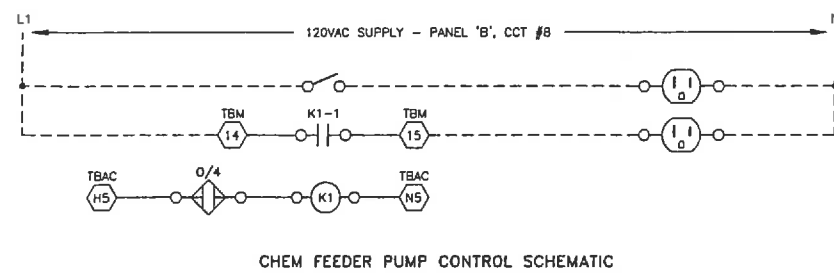 L1
N
120VAC SUPPLY - PANEL 'B', CCT #8
TBM K1-1 TBM
14 15
TBAC 0/4 TBAC
H5 K1 N5
CHEM FEEDER PUMP CONTROL SCHEMATIC